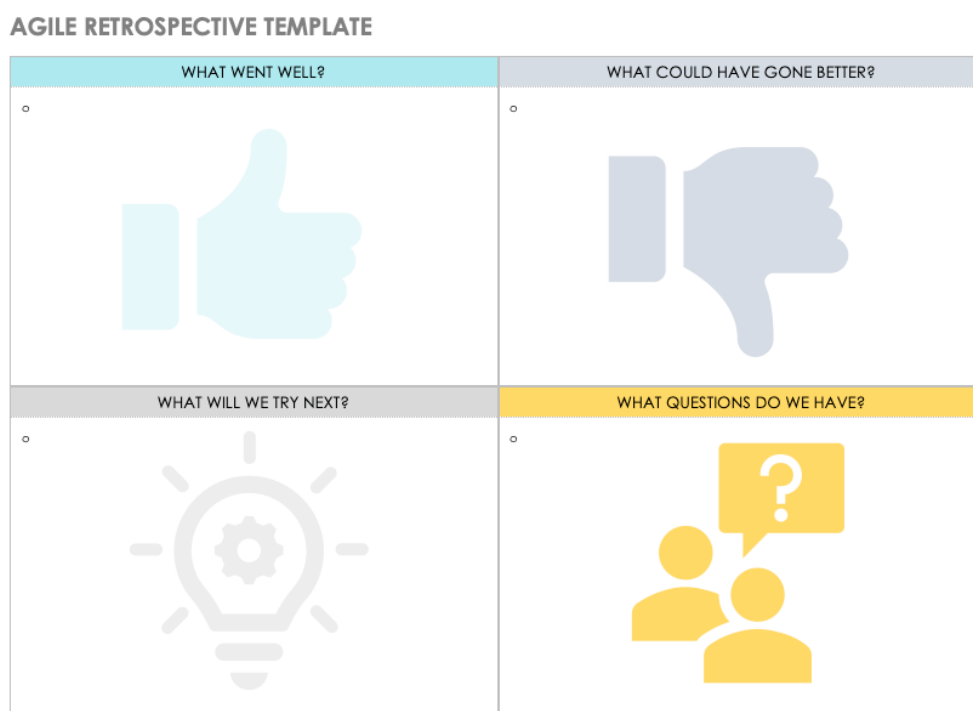 AGILE RETROSPECTIVE TEMPLATE
WHAT WENT WELL?
WHAT COULD HAVE GONE BETTER?
WHAT WILL WE TRY NEXT?
WHAT QUESTIONS DO WE HAVE?
?